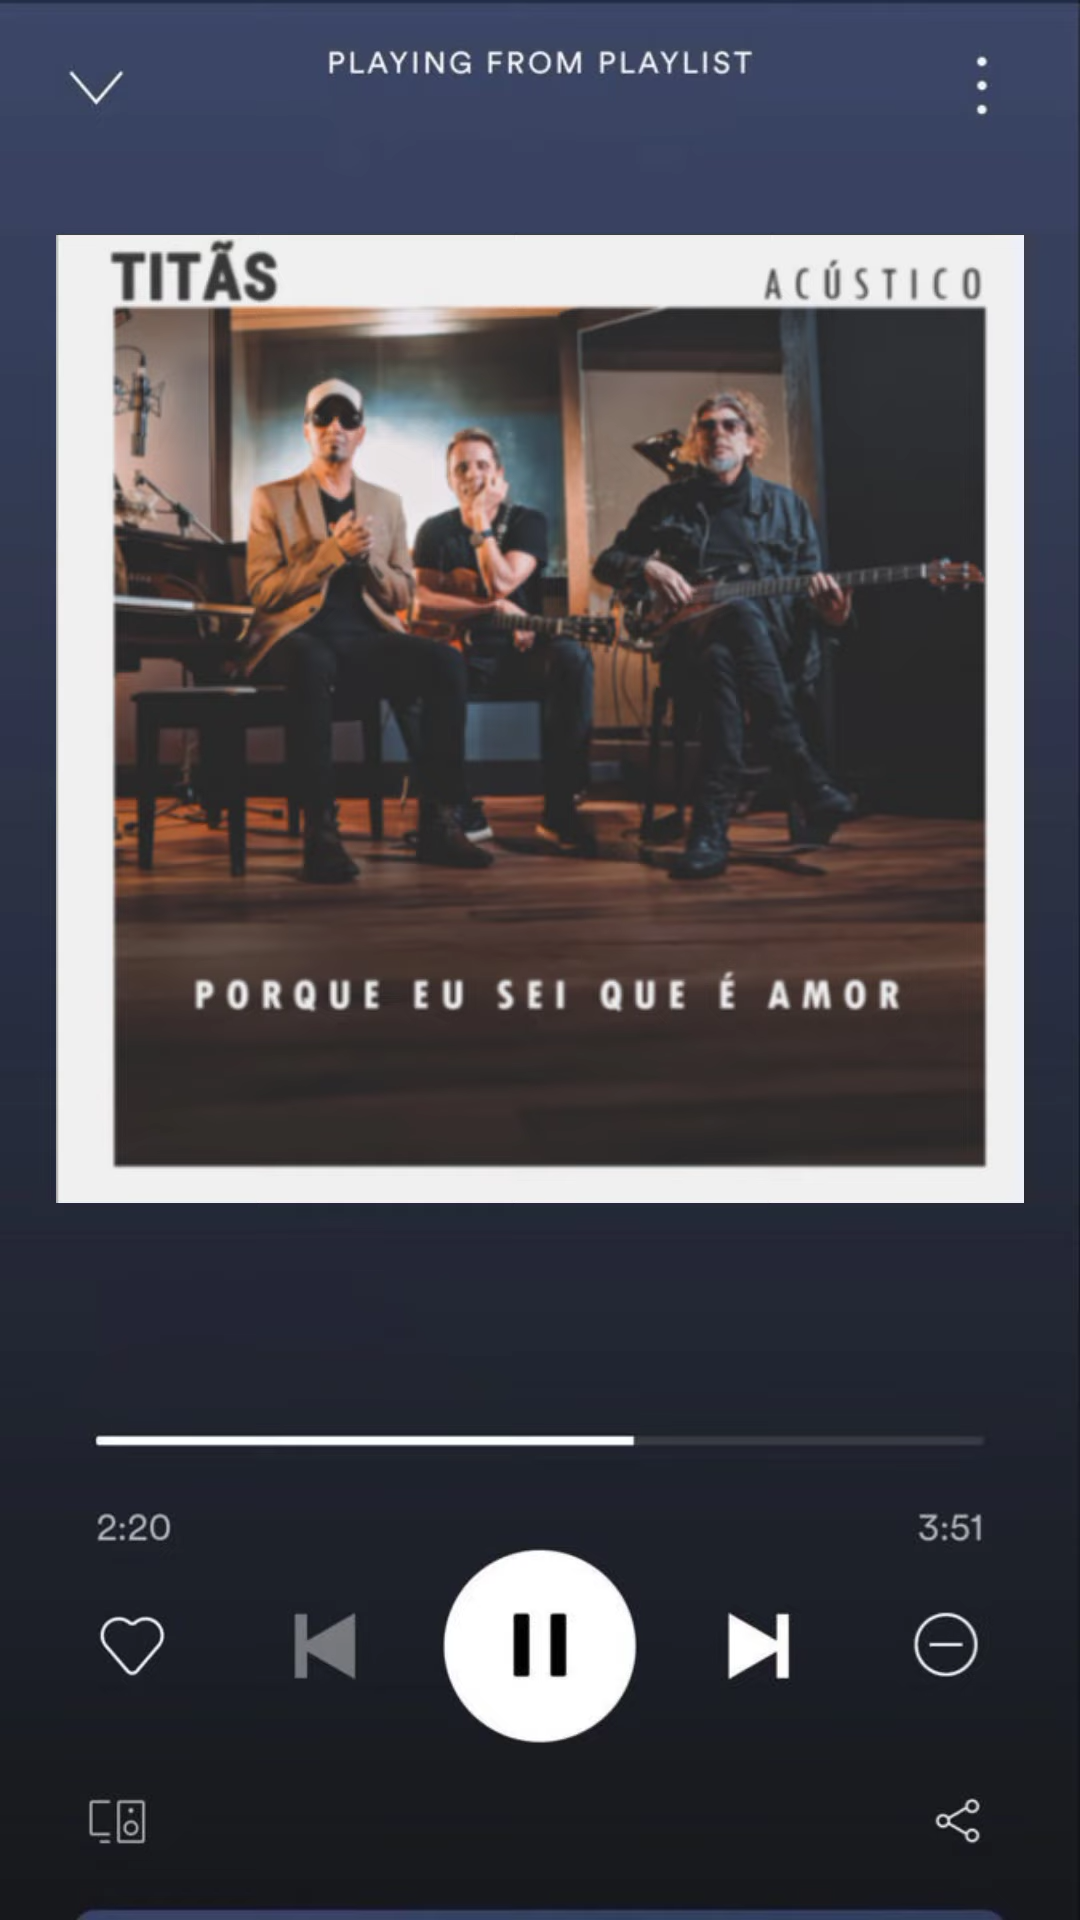 PLAYING FROM PLAYLIST
TITÃS
ACÚSTICO
PORQUE EU SEI QUE É AMOR
2:20
3:51